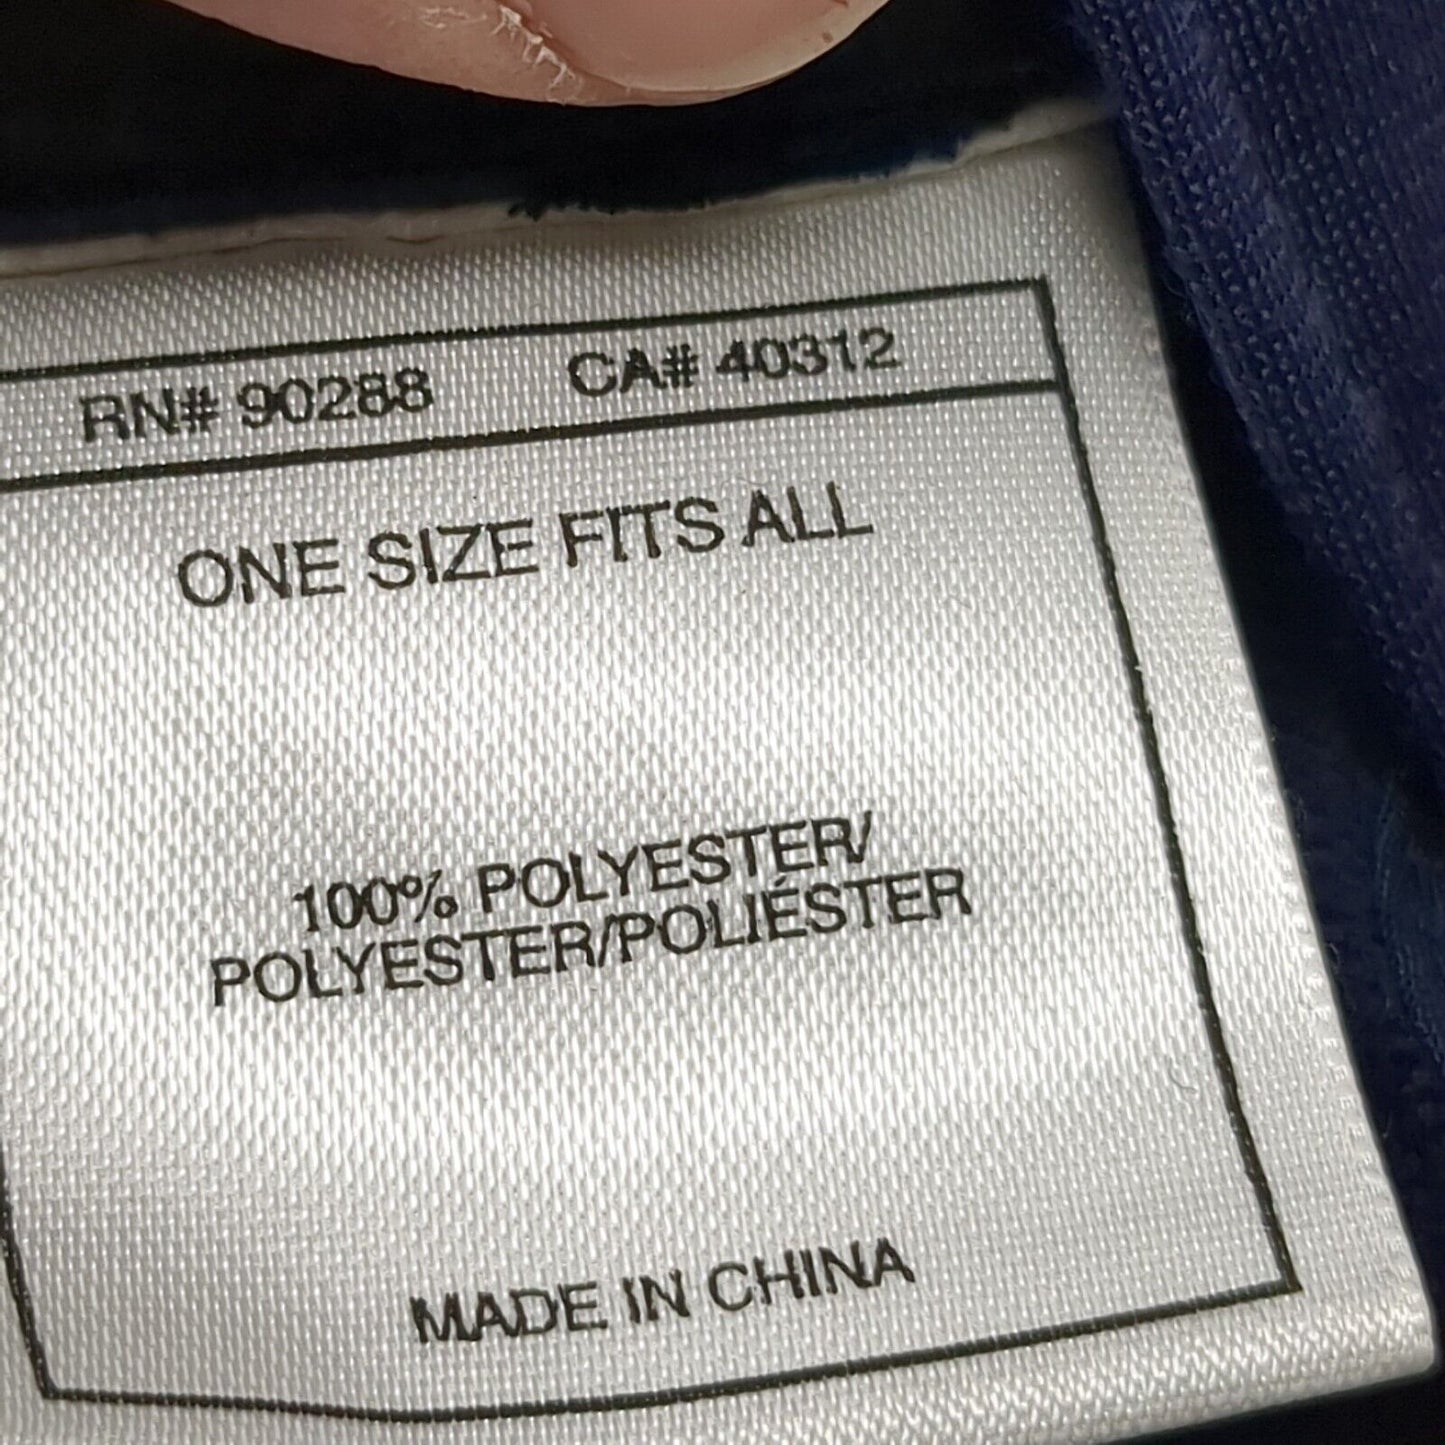 RN# 90288 CA# 40312
ONE SIZE FITS ALL
100% POLYESTER/
POLYESTER/POLIÉSTER
MADE IN CHINA